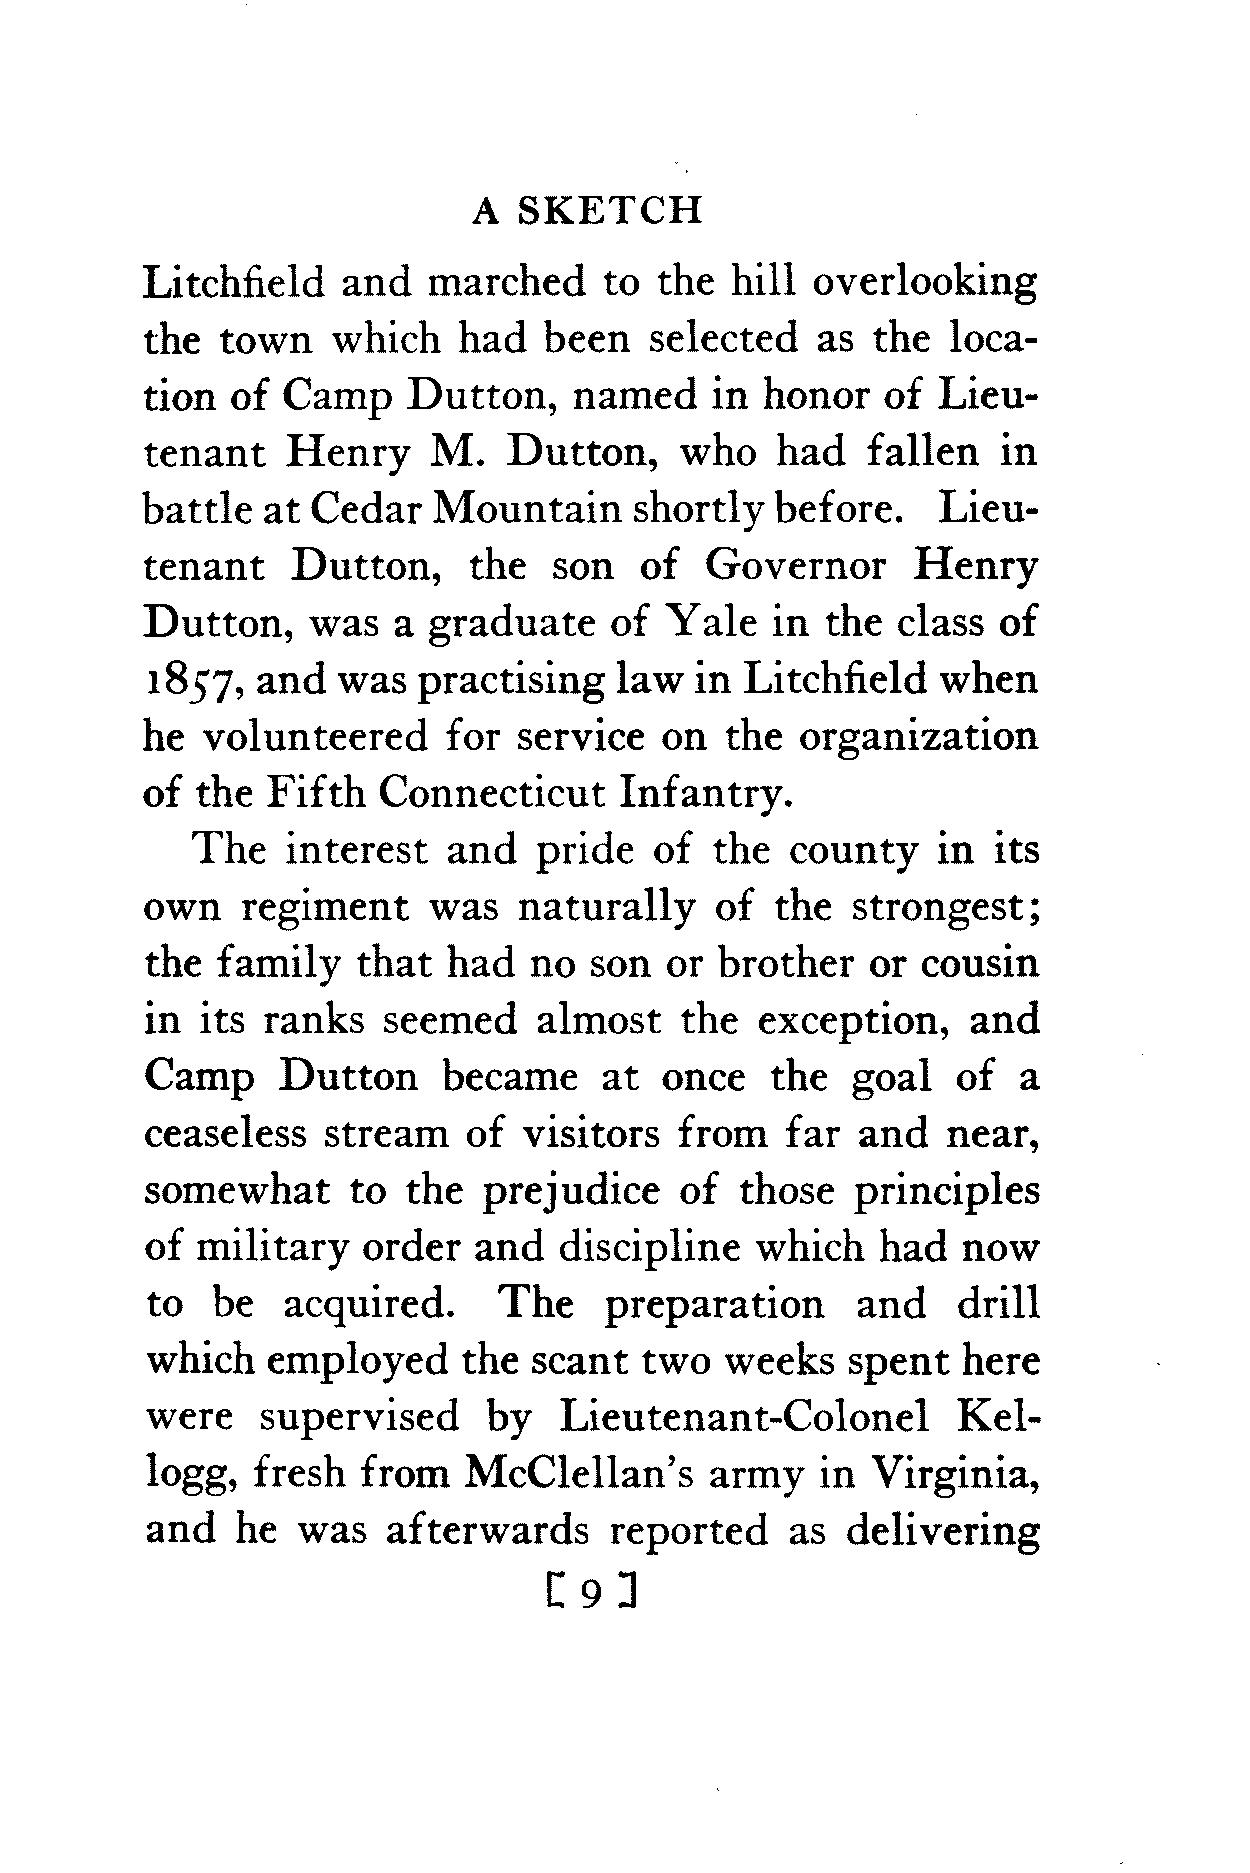 A SKETCH
Litchfield and marched to the hill overlooking
the town which had been selected as the loca-
tion of Camp Dutton, named in honor of Lieu-
tenant Henry M. Dutton, who had fallen in
battle at Cedar Mountain shortly before. Lieu-
tenant Dutton, the son of Governor Henry
Dutton, was a graduate of Yale in the class of
1857, and was practising law in Litchfield when
he volunteered for service on the organization
of the Fifth Connecticut Infantry.
The interest and pride of the county in its
own regiment was naturally of the strongest;
the family that had no son or brother or cousin
in its ranks seemed almost the exception, and
Camp Dutton became at once the goal of a
ceaseless stream of visitors from far and near,
somewhat to the prejudice of those principles
of military order and discipline which had now
to be acquired. The preparation and drill
which employed the scant two weeks spent here
were supervised by Lieutenant-Colonel Kel-
logg, fresh from McClellan's army in Virginia,
and he was afterwards reported as delivering
[ 9 ]